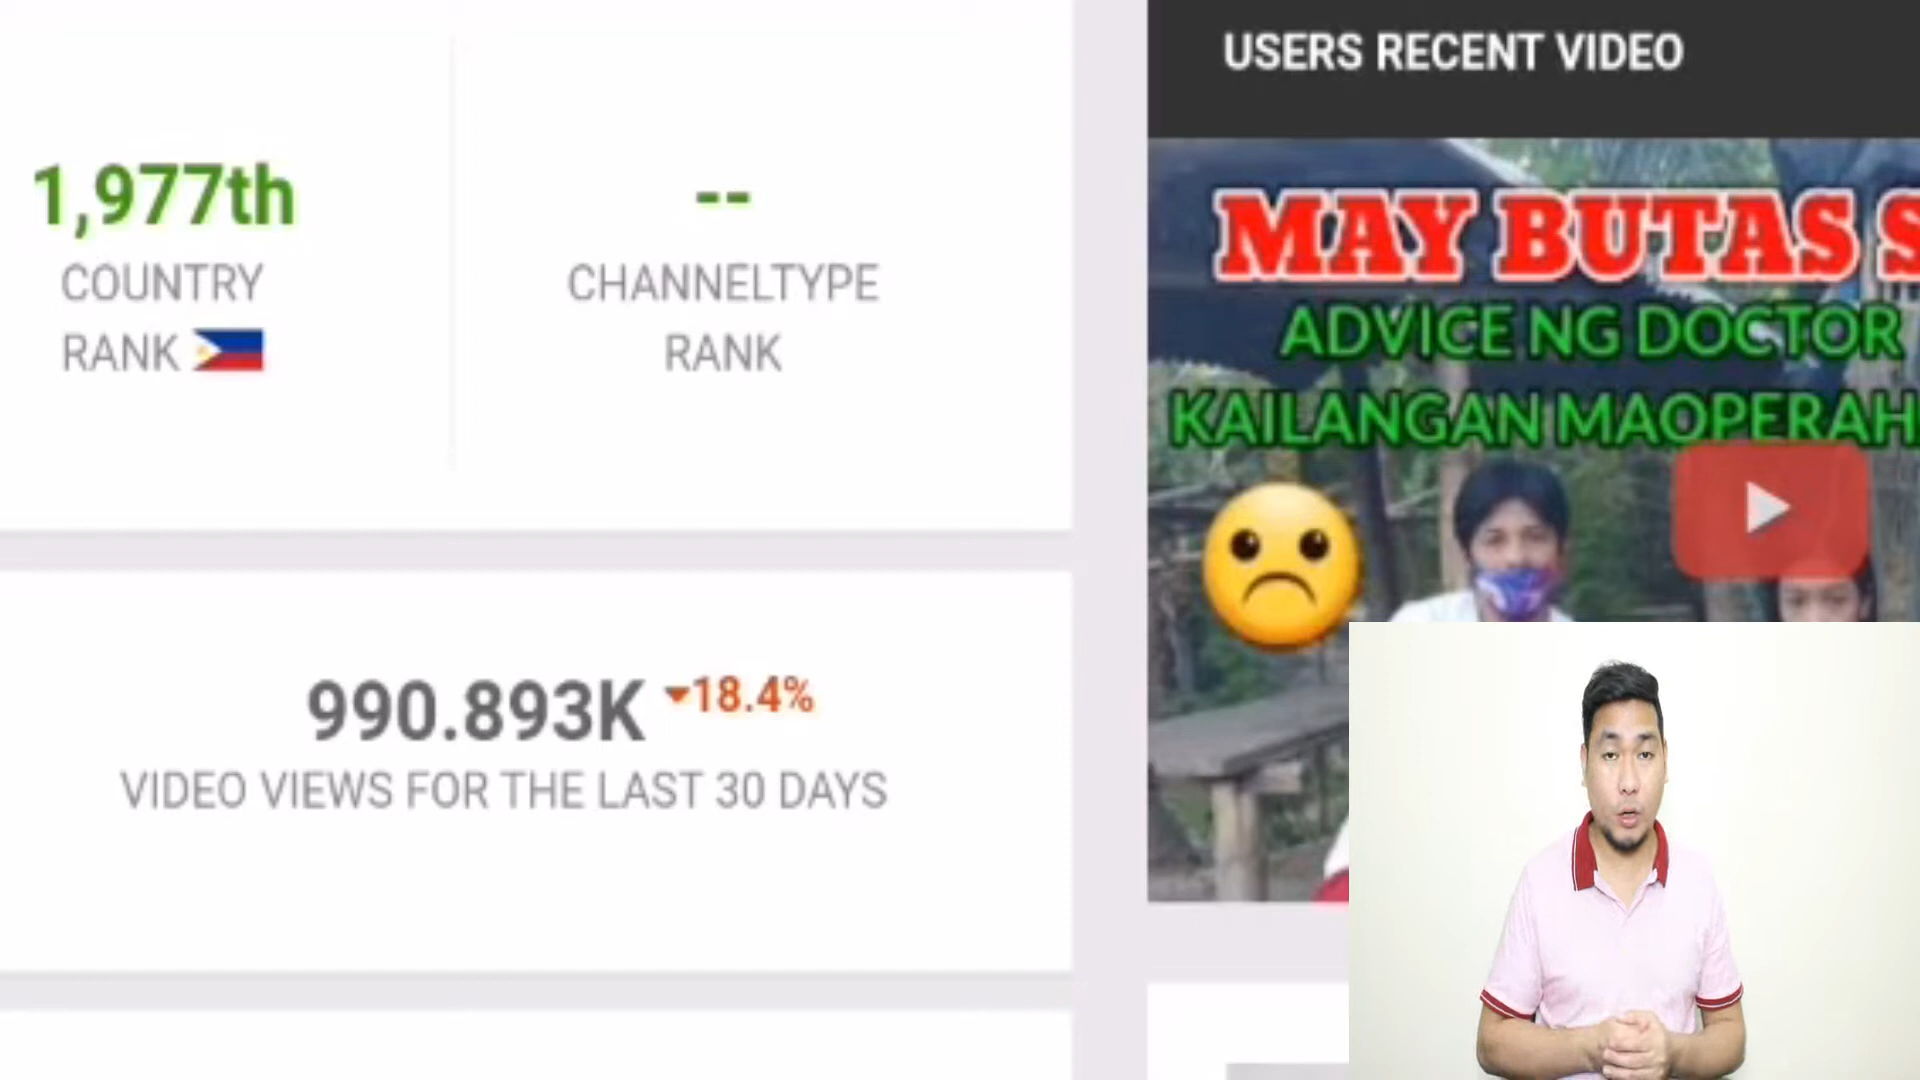 1,977th
COUNTRY
RANK
--
CHANNELTYPE
RANK
990.893K 18.4%
VIDEO VIEWS FOR THE LAST 30 DAYS
USERS RECENT VIDEO
MAY BUTAS S
ADVICE NG DOCTOR
KAILANGAN MAOPERAH